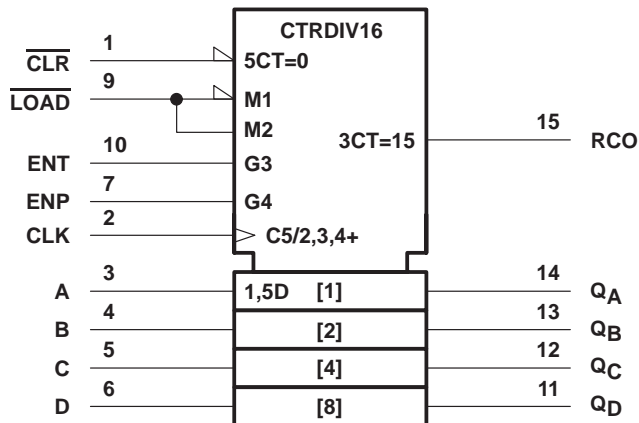 CTRDIV16
1
CLR
5CT=0
9
LOAD
M1
M2
3CT=15
15
RCO
10
ENT
G3
7
ENP
G4
2
CLK
C5/2,3,4+
3
A
1,5D [1]
14
QA
4
B
[2]
13
QB
5
C
[4]
12
QC
6
D
[8]
11
QD